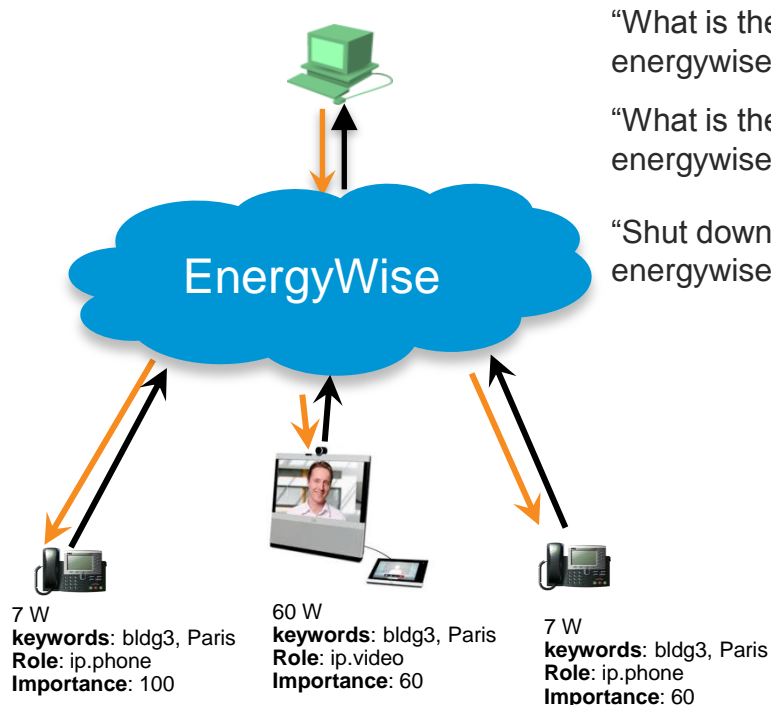 “What is the
energywise
“What is the
energywise
“Shut down
energywise
EnergyWise
7 W
keywords: bldg3, Paris
Role: ip.phone
Importance: 100
60 W
keywords: bldg3, Paris
Role: ip.video
Importance: 60
7 W
keywords: bldg3, Paris
Role: ip.phone
Importance: 60